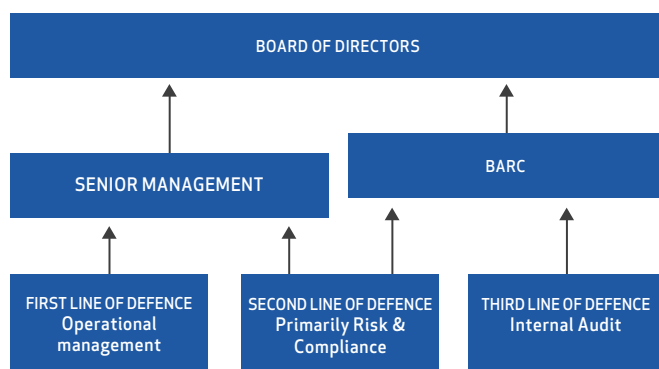 BOARD OF DIRECTORS
SENIOR MANAGEMENT
BARC
FIRST LINE OF DEFENCE
Operational
management
SECOND LINE OF DEFENCE
Primarily Risk &
Compliance
THIRD LINE OF DEFENCE
Internal Audit